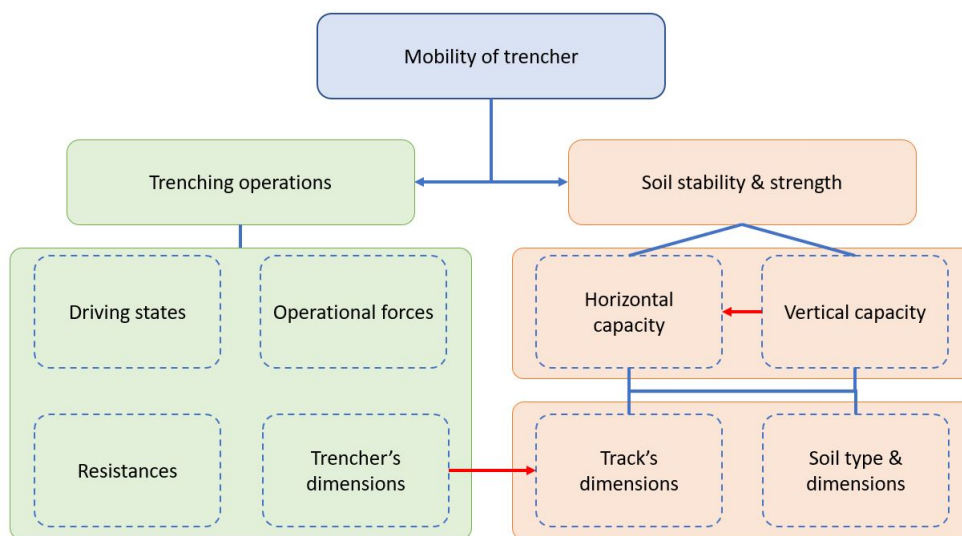 Mobility of trencher
Trenching operations
Soil stability & strength
Driving states
Operational forces
Horizontal
capacity
Vertical capacity
Resistances
Trencher’s
dimensions
Track’s
dimensions
Soil type &
dimensions